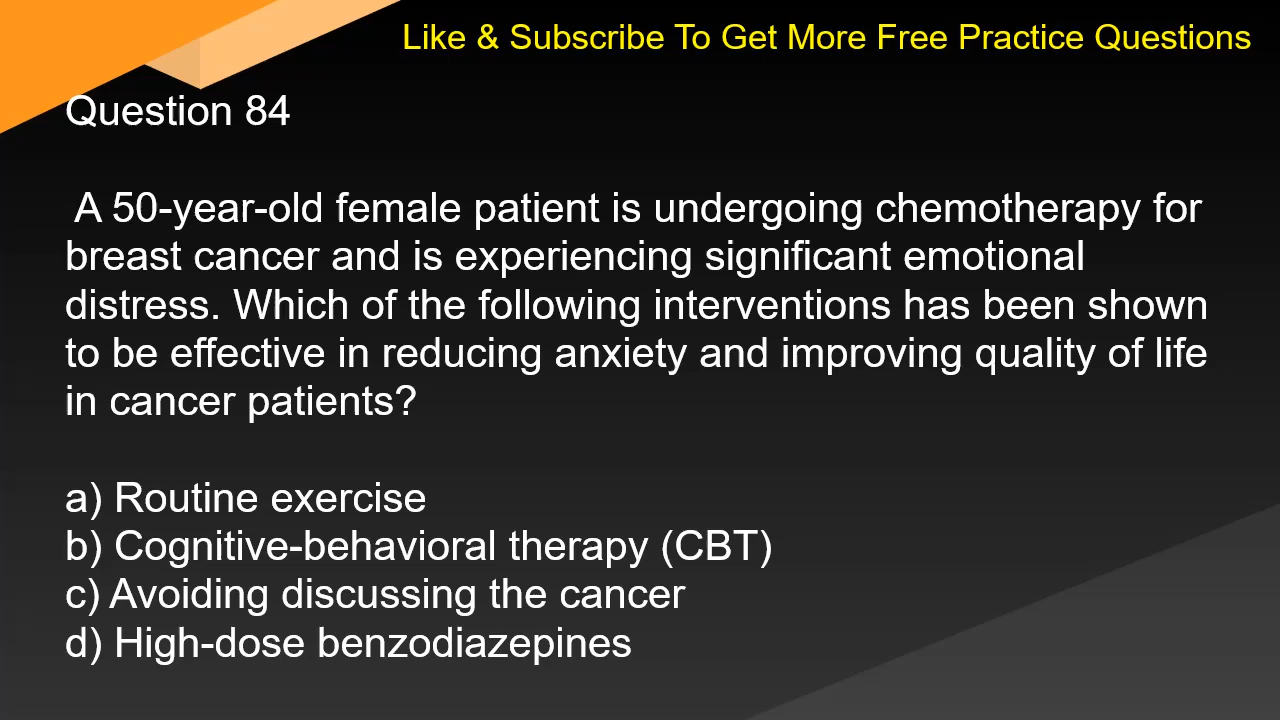 Like & Subscribe To Get More Free Practice Questions
Question 84
A 50-year-old female patient is undergoing chemotherapy for
breast cancer and is experiencing significant emotional
distress. Which of the following interventions has been shown
to be effective in reducing anxiety and improving quality of life
in cancer patients?
a) Routine exercise
b) Cognitive-behavioral therapy (CBT)
c) Avoiding discussing the cancer
d) High-dose benzodiazepines